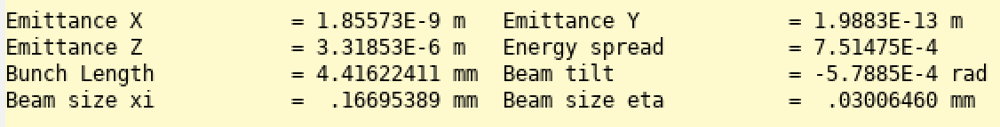 Emittance X            = 1.85573E-9 m   Emittance Y            = 1.9883E-13 m
Emittance Z            = 3.31853E-6 m   Energy spread          = 7.51475E-4
Bunch Length           = 4.41622411 mm  Beam tilt              = -5.7885E-4 rad
Beam size xi           =  .16695389 mm  Beam size eta          =  .03006460 mm